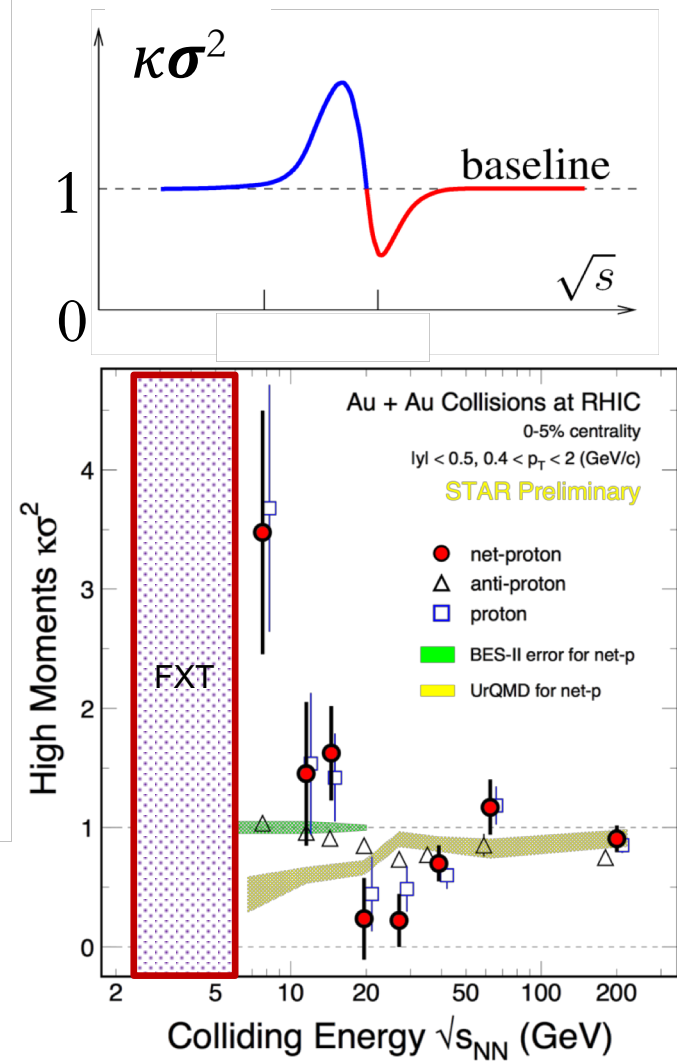 κσ²
1
baseline
√s
0
Au + Au Collisions at RHIC
0-5% centrality
|y| < 0.5, 0.4 < p_T < 2 (GeV/c)
STAR Preliminary
net-proton
anti-proton
proton
BES-II error for net-p
UrQMD for net-p
FXT
High Moments κσ²
4
3
2
1
0
2 5 10 20 50 100 200
Colliding Energy √s_NN (GeV)